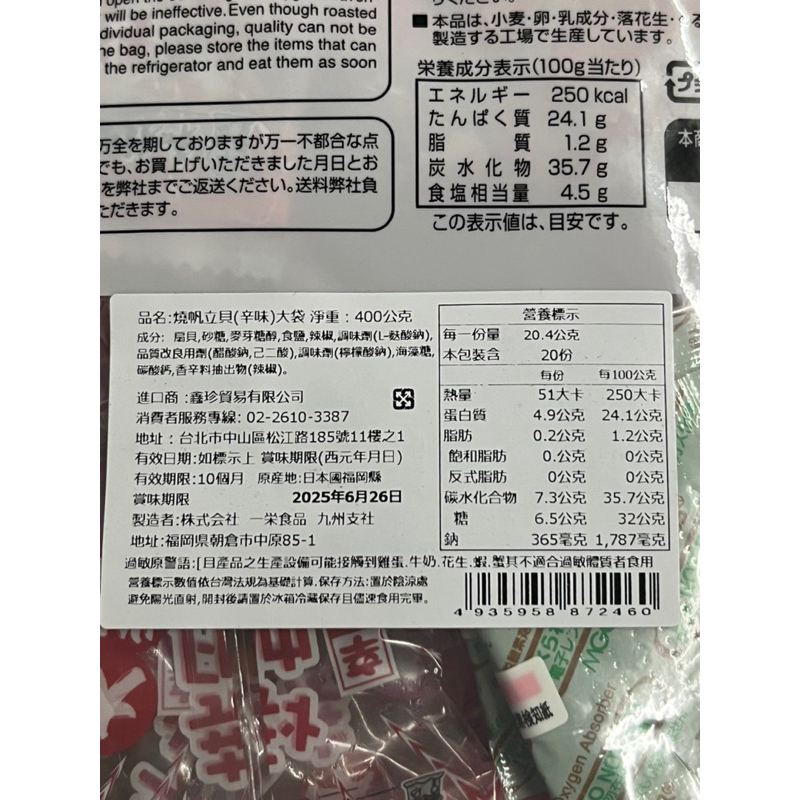 will be ineffective. Even though roasted
dividual packaging, quality can not be
he bag, please store the items that can
the refrigerator and eat them as soon
万全を期しておりますが万一不都合な点
でも、お買上げいただきました月日とお
を弊社までご返送ください。送料弊社負
ただきます。
■ 本品は、小麦・卵・乳成分・落花生・くる
製造する工場で生産しています。
栄養成分表示(100g当たり)
エネルギー 250 kcal
たんぱく質 24.1 g
脂質 1.2 g
炭水化物 35.7 g
食塩相当量 4.5 g
この表示値は、目安です。
プラ
本商
品名:燒帆立貝(辛味)大袋 淨重：400公克
成分: 扇貝,砂糖,麥芽糖醇,食鹽,辣椒,調味劑(L-麩酸鈉),
品質改良用劑(醋酸鈉,己二酸),調味劑(檸檬酸鈉),海藻糖,
碳酸鈣,香辛料抽出物(辣椒)。
進口商：鑫珍貿易有限公司
消費者服務專線: 02-2610-3387
地址：台北市中山區松江路185號11樓之1
有效日期:如標示上 賞味期限(西元年月日)
有效期限:10個月 原産地:日本國福岡縣
賞味期限 2025年6月26日
製造者:株式会社 一栄食品 九州支社
地址:福岡県朝倉市中原85-1
營養標示
每一份量 20.4公克
本包裝含 20份
每份 每100公克
熱量 51大卡 250大卡
蛋白質 4.9公克 24.1公克
脂肪 0.2公克 1.2公克
飽和脂肪 0.公克 0公克
反式脂肪 0公克 0公克
碳水化合物 7.3公克 35.7公克
糖 6.5公克 32公克
鈉 365毫克 1,787毫克
過敏原警語:[目產品之生產設備可能接觸到雞蛋.牛奶.花生.蝦.蟹其不適合過敏體質者食用
營養標示數值依台灣法規為基礎計算.保存方法:置於陰涼處
避免陽光直射,開封後請置於冰箱冷藏保存且儘速食用完畢。
4 935958 872460
辛
検知紙
Oxygen Absorber